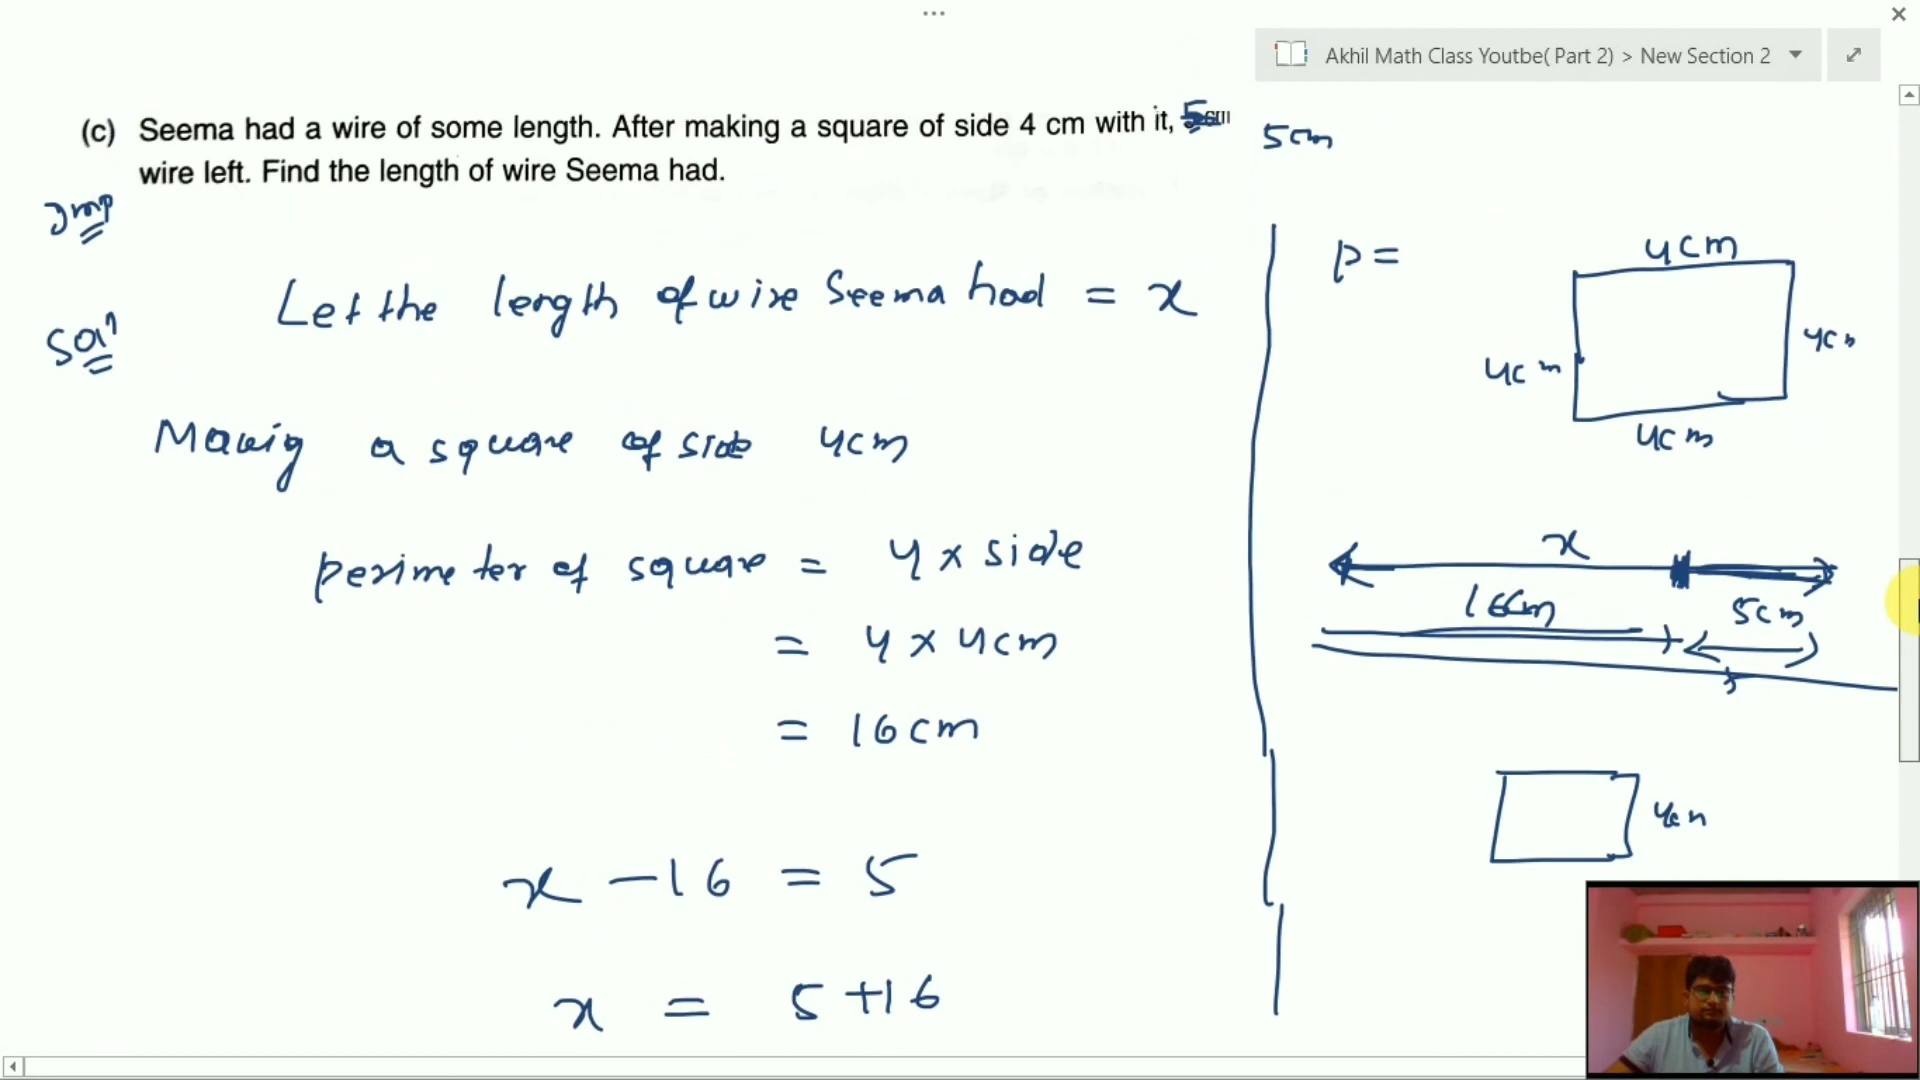 Akhil Math Class Youtbe( Part 2) > New Section 2
(c) Seema had a wire of some length. After making a square of side 4 cm with it, 5cm
wire left. Find the length of wire Seema had.
5cm
Imp
Soln
Let the length of wire Seema had = x
a square of side 4cm
perimeter of square = 4 x side
= 4 x 4cm
= 16cm
x - 16 = 5
x = 5 + 16
P =
4cm
4cm
4cm
4cm
x
16cm
5cm
4cm